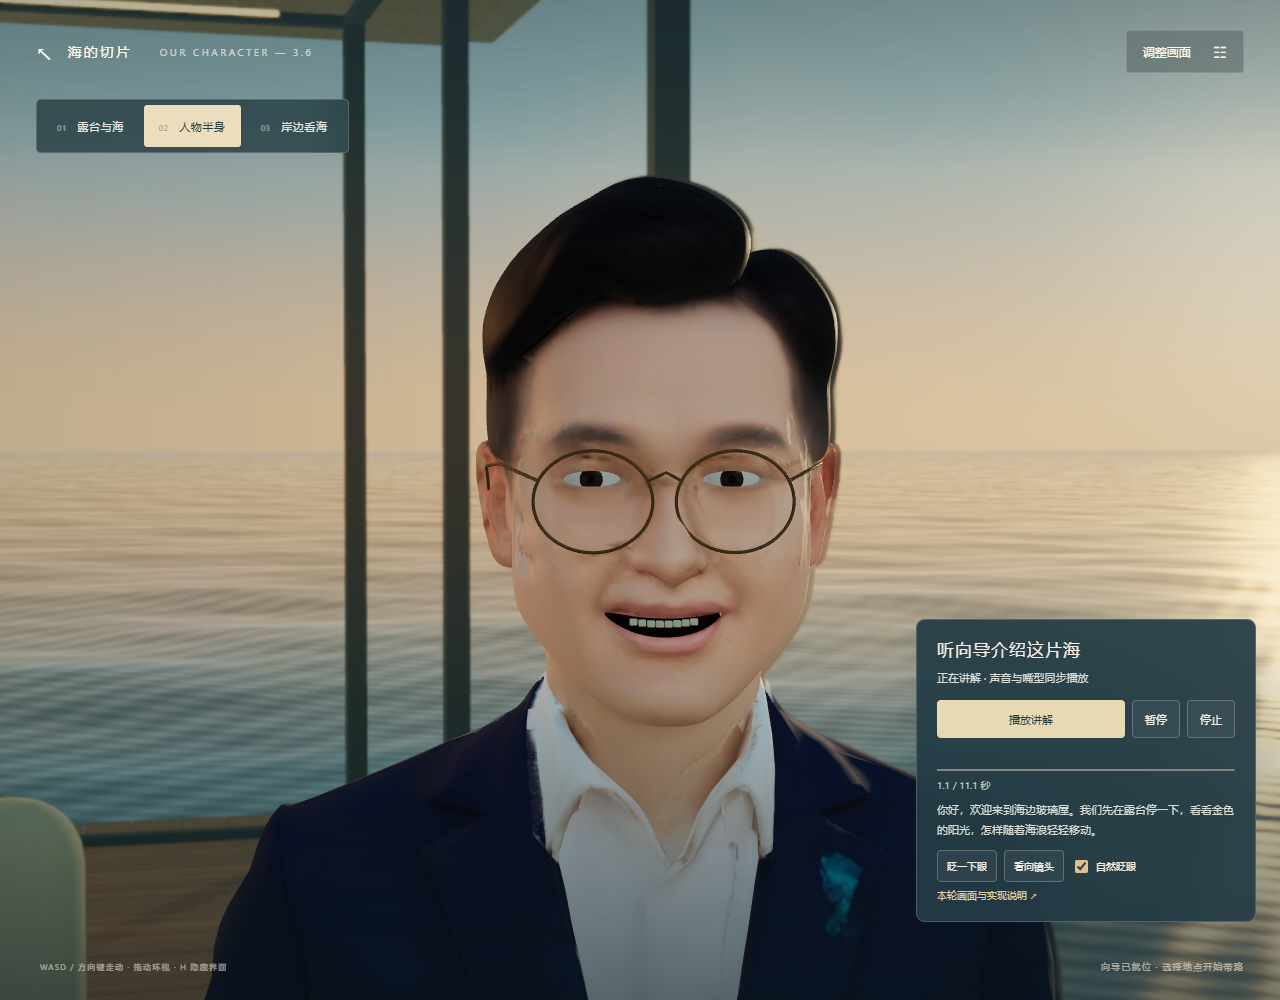 ↖ 海的切片 OUR CHARACTER — 3.6
调整画面
01 露台与海 02 人物半身 03 岸边看海
听向导介绍这片海
正在讲解 · 声音与嘴型同步播放
播放讲解 暂停 停止
1.1 / 11.1 秒
你好，欢迎来到海边玻璃屋。我们先在露台停一下，看看金色
的阳光，怎样随着海浪轻轻移动。
眨一下眼 看向镜头 自然眨眼
本轮画面与实现说明 ↗
WASD / 方向键走动 · 拖动环视 · H 隐藏界面
向导已就位 · 选择地点开始带路